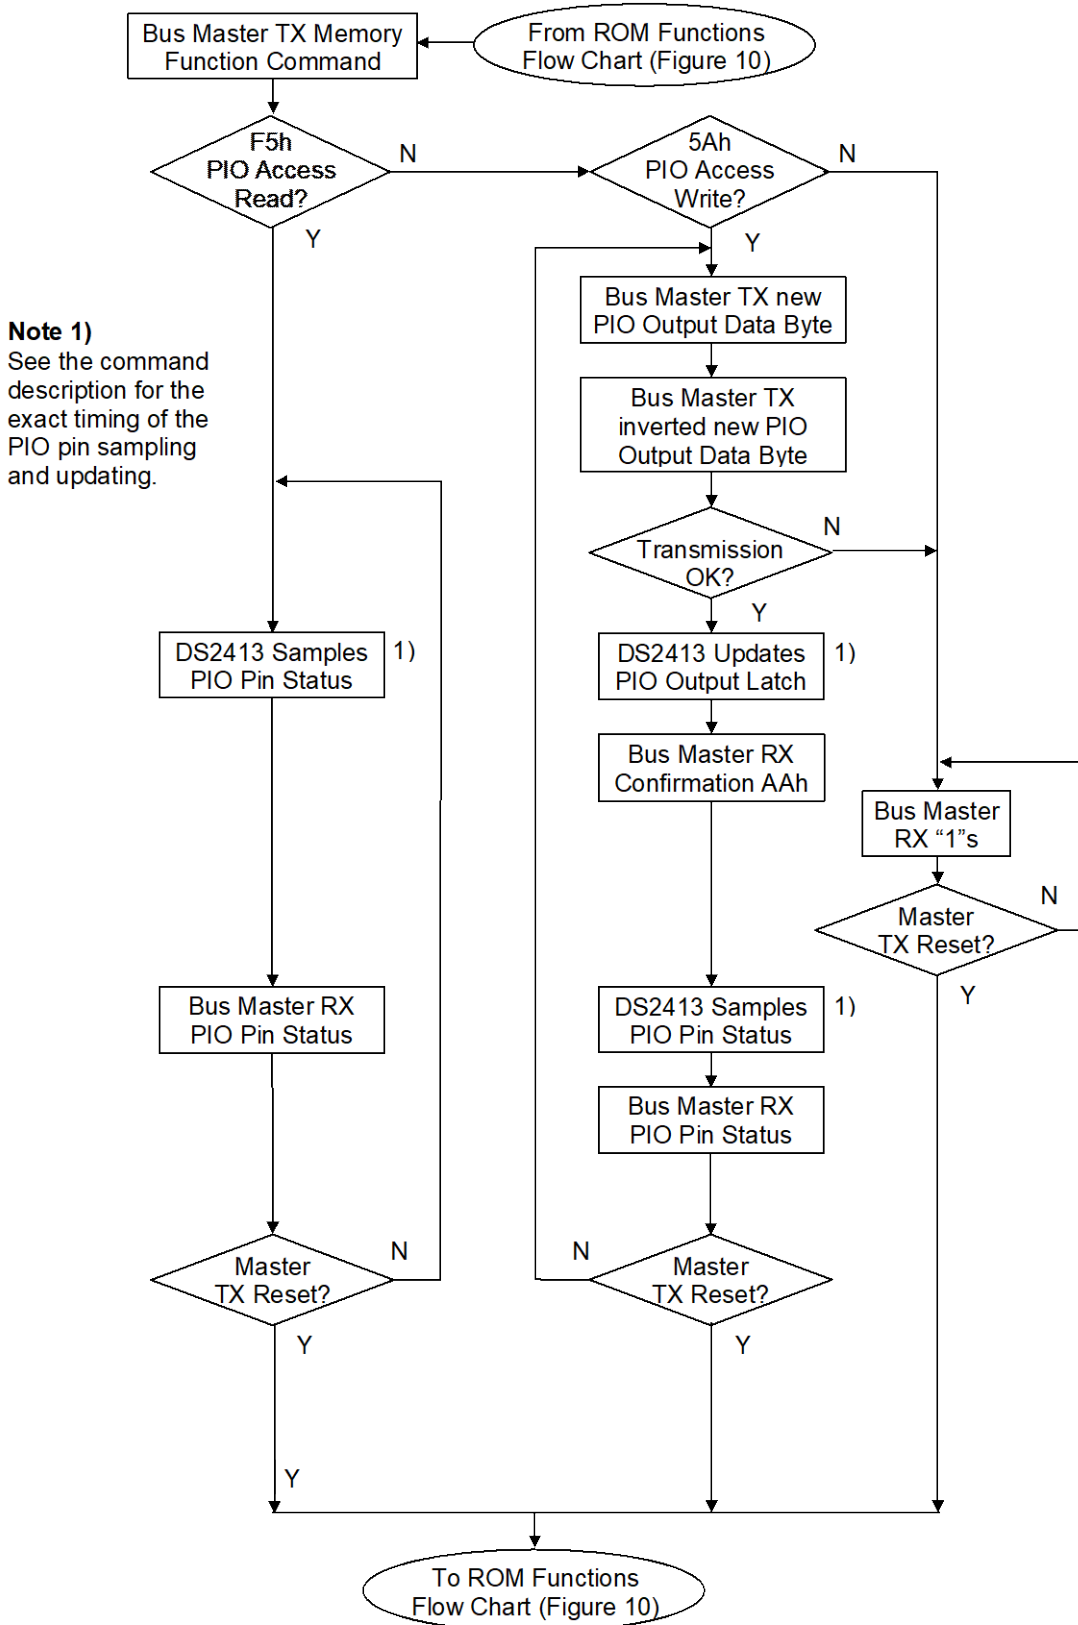 Bus Master TX Memory
Function Command
From ROM Functions
Flow Chart (Figure 10)
F5h
PIO Access
Read?
N
Y
5Ah
PIO Access
Write?
N
Y
Bus Master TX new
PIO Output Data Byte
Note 1)
See the command
description for the
exact timing of the
PIO pin sampling
and updating.
Bus Master TX
inverted new PIO
Output Data Byte
Transmission
OK?
N
Y
DS2413 Samples
PIO Pin Status
1)
DS2413 Updates
PIO Output Latch
1)
Bus Master RX
Confirmation AAh
Bus Master
RX “1”s
Master
TX Reset?
N
Y
Bus Master RX
PIO Pin Status
DS2413 Samples
PIO Pin Status
1)
Bus Master RX
PIO Pin Status
Master
TX Reset?
N
Y
Y
Master
TX Reset?
N
Y
To ROM Functions
Flow Chart (Figure 10)